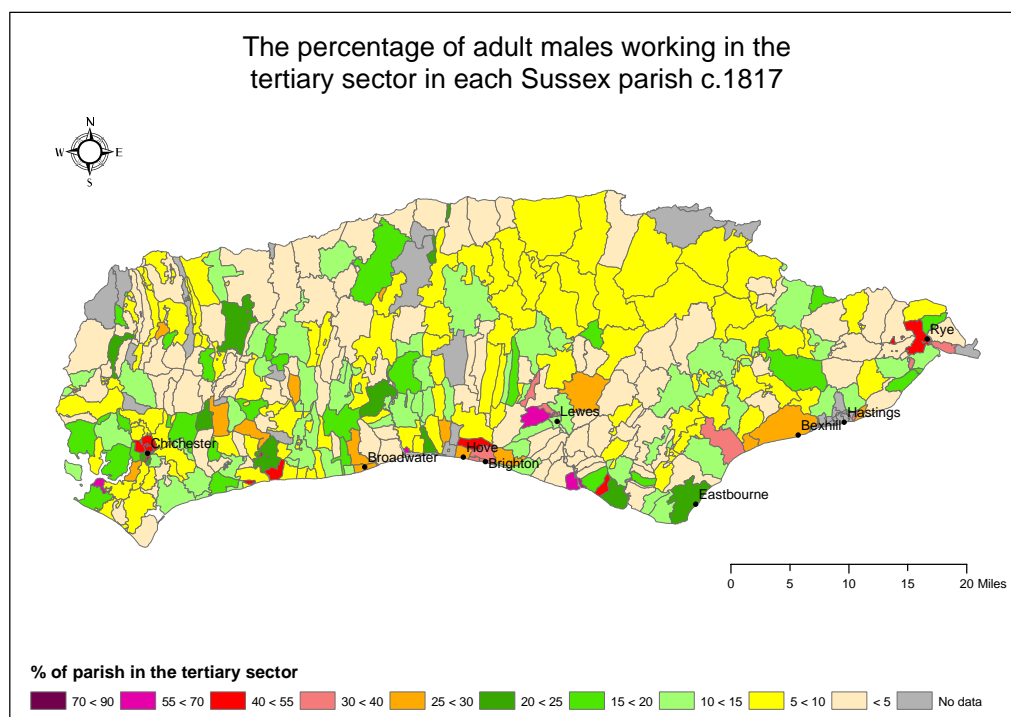 The percentage of adult males working in the
tertiary sector in each Sussex parish c.1817
N
W E
S
Rye
Lewes
Hastings
Bexhill
Chichester
Hove
Broadwater
Brighton
Eastbourne
0 5 10 15 20 Miles
% of parish in the tertiary sector
70 < 90 55 < 70 40 < 55 30 < 40 25 < 30 20 < 25 15 < 20 10 < 15 5 < 10 < 5 No data